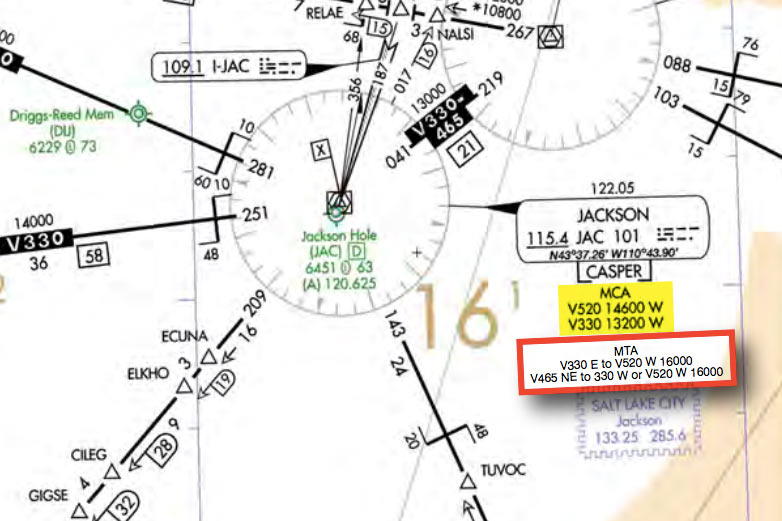 RELAE
15
68
*10800
3
NALSI
267
16
109.1 I-JAC
356
187
017
13000
V330-
465
219
041
21
088
76
15
79
103
15
Driggs-Reed Mem
(DIJ)
6229 73
10
281
60 10
251
14000
V330
36
58
48
X
Jackson Hole
(JAC) D
6451 63
(A) 120.625
122.05
JACKSON
115.4 JAC 101
N43°37.26' W110°43.90'
CASPER
MCA
V520 14600 W
V330 13200 W
MTA
V330 E to V520 W 16000
V465 NE to 330 W or V520 W 16000
SALT LAKE CITY
Jackson
133.25 285.6
16 1
209
ECUNA
16
3
ELKHO
19
9
CILEG
28
4
GIGSE
32
143
24
20
48
TUVOC